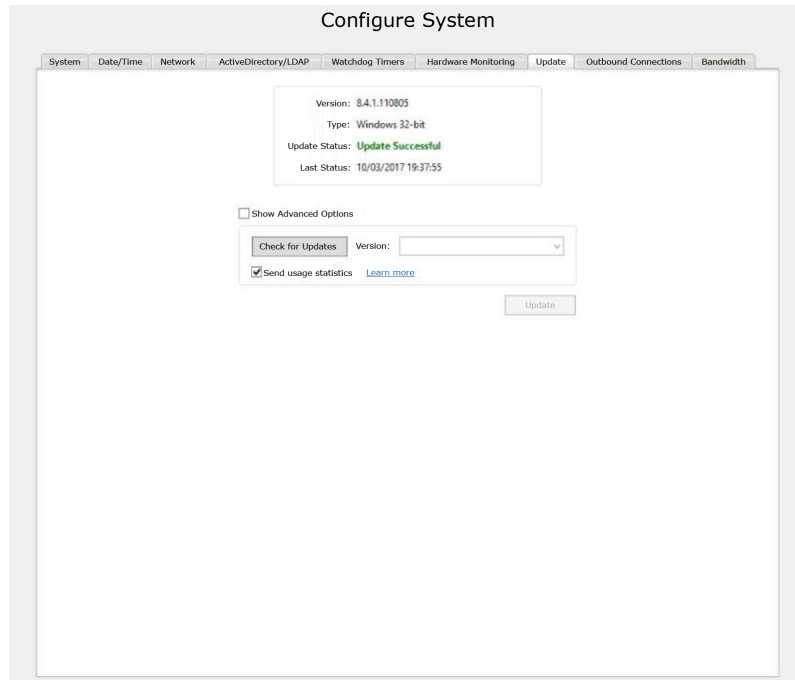 Configure System
System Date/Time Network ActiveDirectory/LDAP Watchdog Timers Hardware Monitoring Update Outbound Connections Bandwidth
Version: 8.4.1.110805
Type: Windows 32-bit
Update Status: Update Successful
Last Status: 10/03/2017 19:37:55
Show Advanced Options
Check for Updates Version:
Send usage statistics Learn more
Update